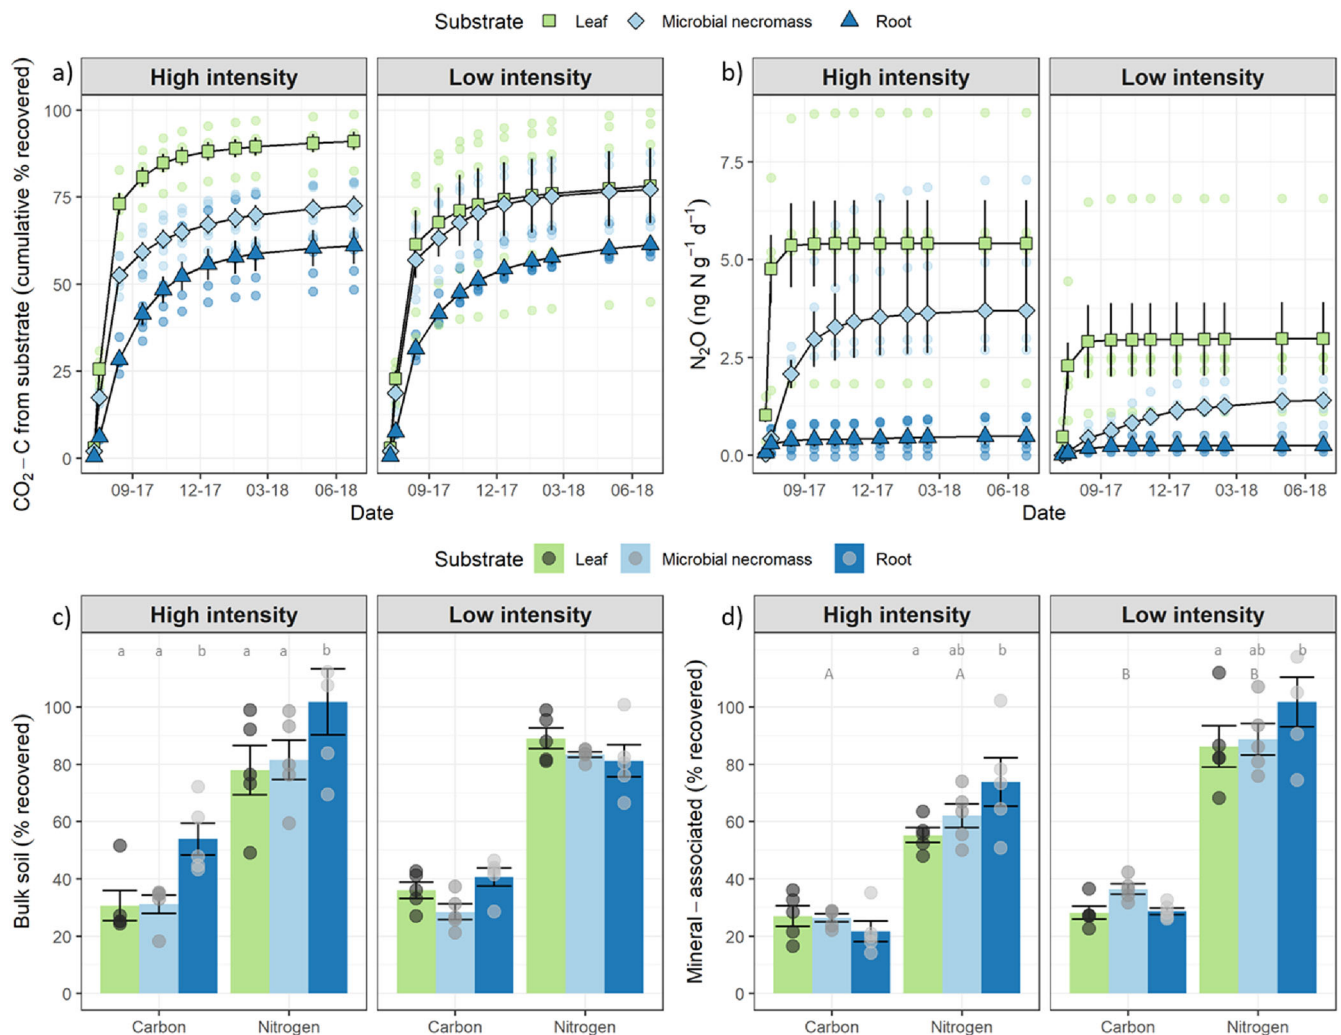 Substrate Leaf Microbial necromass Root
a) High intensity Low intensity
b) High intensity Low intensity
CO2 – C from substrate (cumulative % recovered)
100
75
50
25
0
09-17 12-17 03-18 06-18 09-17 12-17 03-18 06-18
Date
N2O (ng N g−1 d−1)
7.5
5.0
2.5
0.0
09-17 12-17 03-18 06-18 09-17 12-17 03-18 06-18
Date
Substrate Leaf Microbial necromass Root
c) High intensity Low intensity
d) High intensity Low intensity
Bulk soil (% recovered)
a a b a a b
100
80
60
40
20
0
Carbon Nitrogen Carbon Nitrogen
Mineral – associated (% recovered)
a ab b a ab b
A A B B
100
80
60
40
20
0
Carbon Nitrogen Carbon Nitrogen